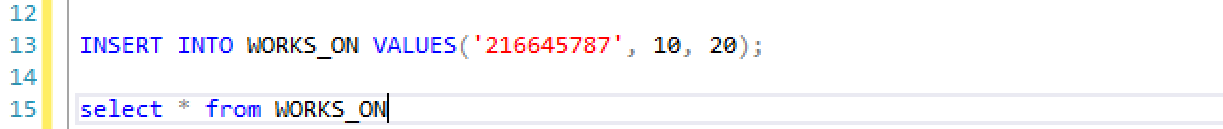 12
13 INSERT INTO WORKS_ON VALUES('216645787', 10, 20);
14
15 select * from WORKS_ON